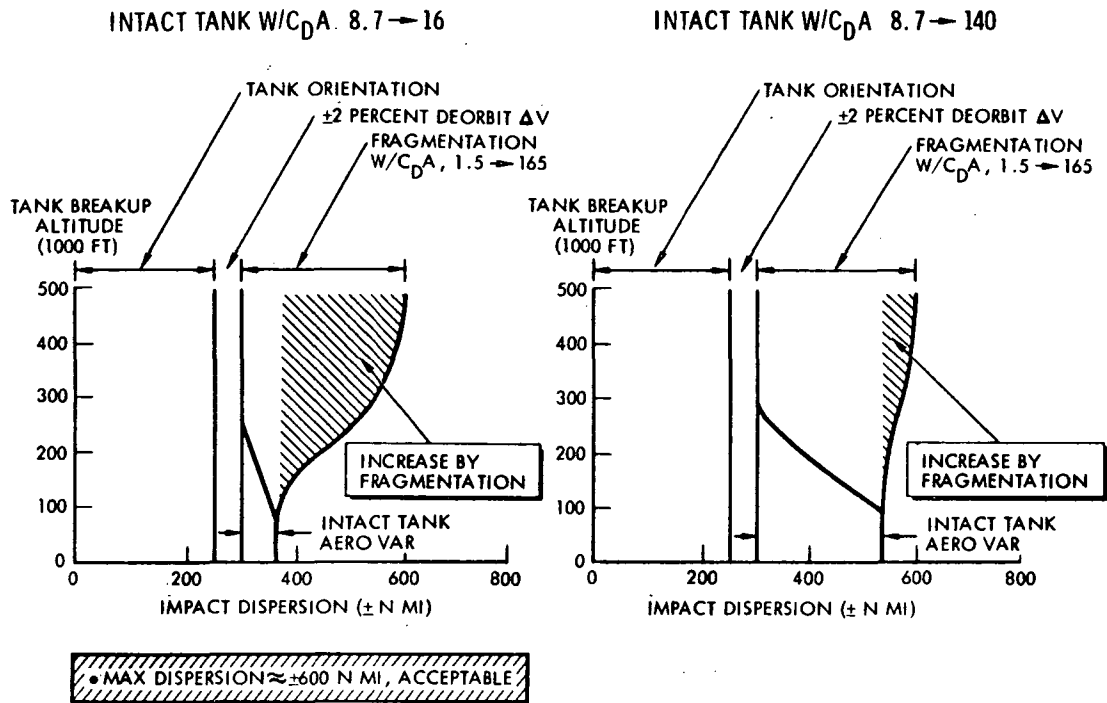 INTACT TANK W/CDA. 8.7→16
TANK ORIENTATION
±2 PERCENT DEORBIT ΔV
FRAGMENTATION
W/CDA, 1.5→165
TANK BREAKUP
ALTITUDE
(1000 FT)
500
400
300
200
100
0
INCREASE BY
FRAGMENTATION
INTACT TANK
AERO VAR
0 200 400 600 800
IMPACT DISPERSION (± N MI)
INTACT TANK W/CDA 8.7→140
TANK ORIENTATION
±2 PERCENT DEORBIT ΔV
FRAGMENTATION
W/CDA, 1.5→165
TANK BREAKUP
ALTITUDE
(1000 FT)
500
400
300
200
100
0
INCREASE BY
FRAGMENTATION
INTACT TANK
AERO VAR
0 200 400 600 800
IMPACT DISPERSION (± N MI)
• MAX DISPERSION≈±600 N MI, ACCEPTABLE